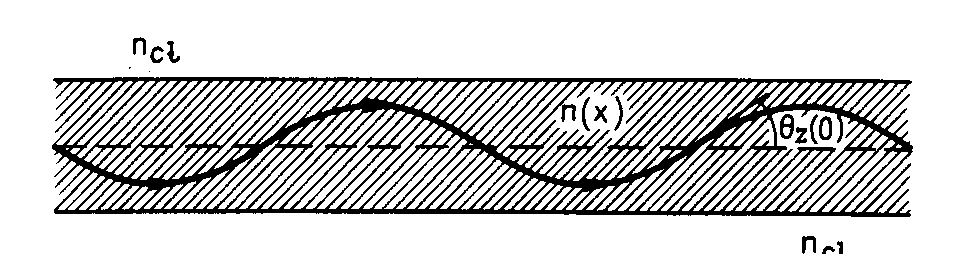 n_cl
n(x)
θ_z(0)
n_cl